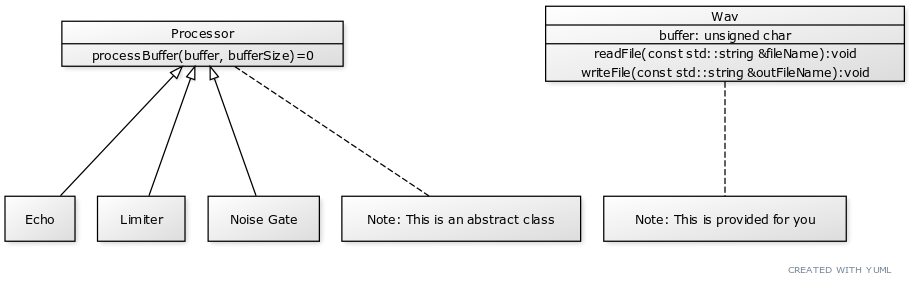 Processor
processBuffer(buffer, bufferSize)=0
Wav
buffer: unsigned char
readFile(const std::string &fileName):void
writeFile(const std::string &outFileName):void
Echo
Limiter
Noise Gate
Note: This is an abstract class
Note: This is provided for you
CREATED WITH YUML